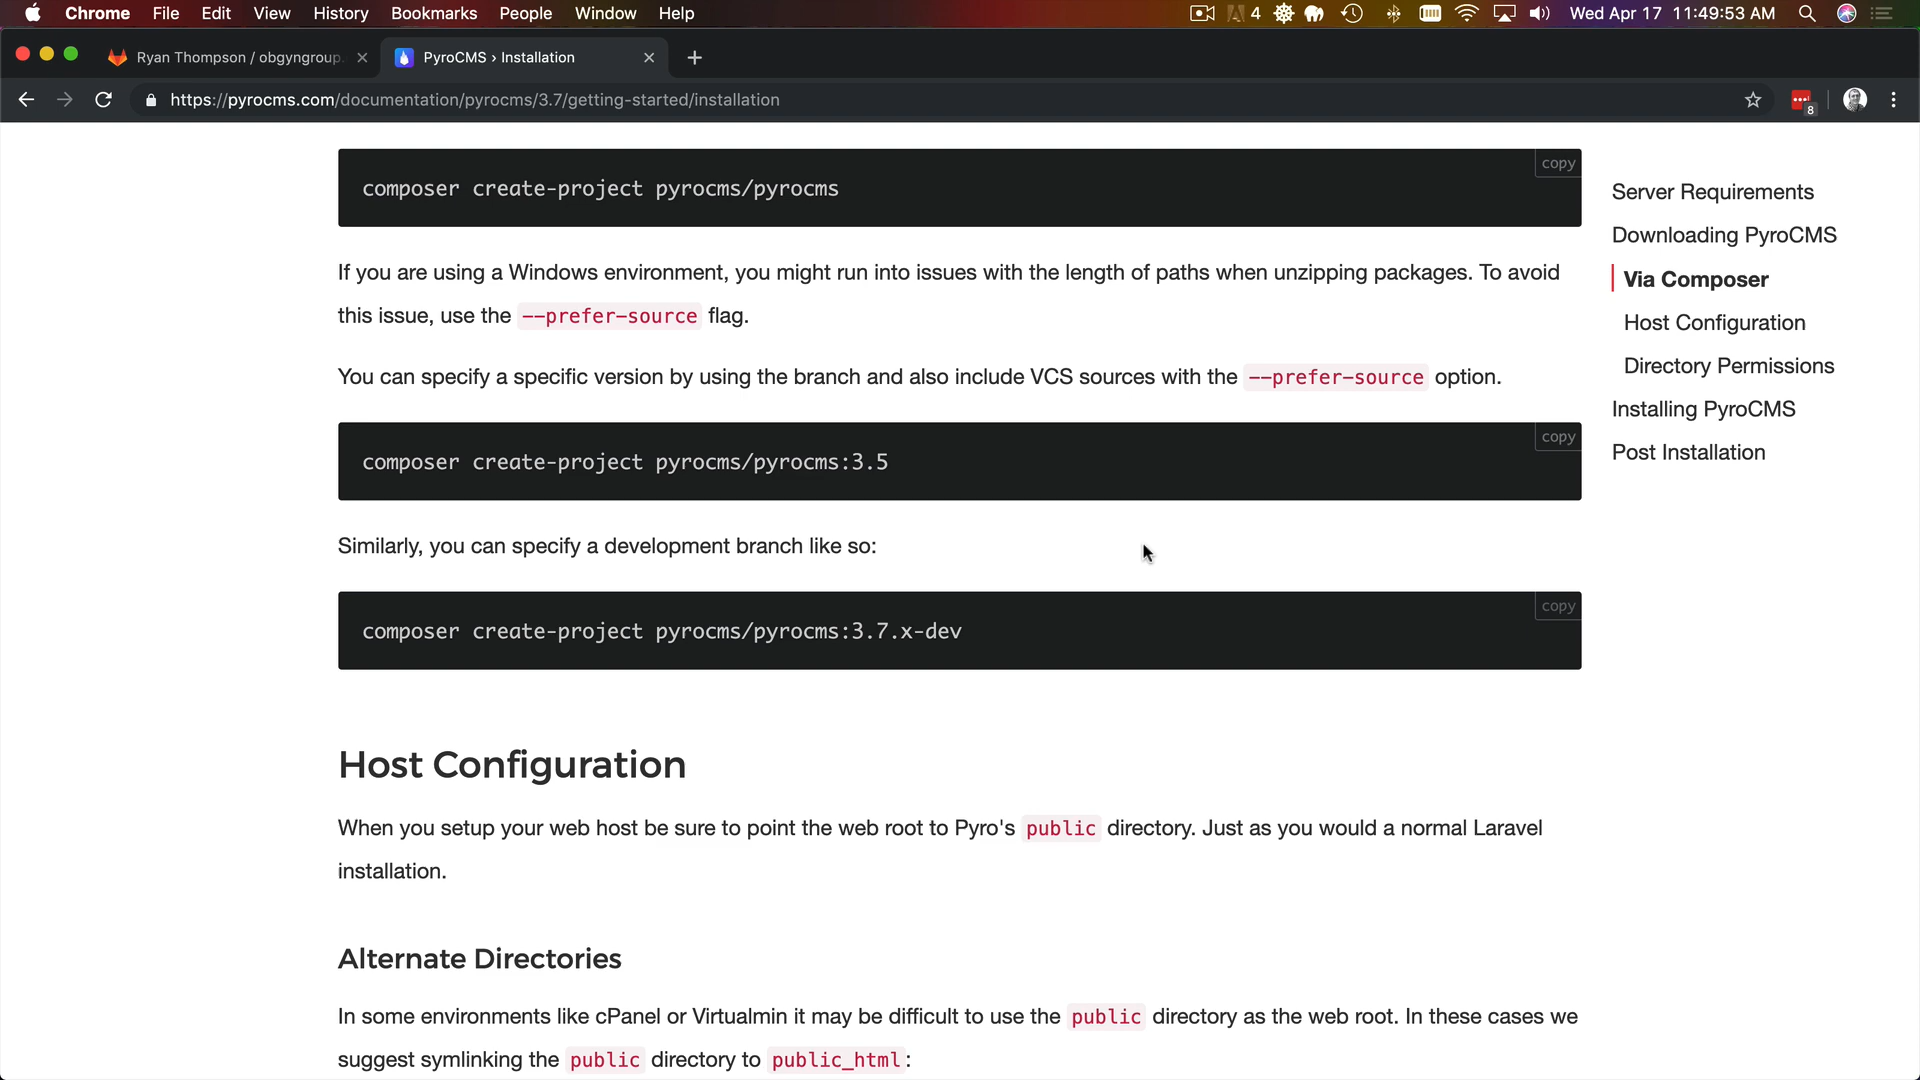 Chrome File Edit View History Bookmarks People Window Help 4 Wed Apr 17 11:49:53 AM
Ryan Thompson / obgyngroup. PyroCMS › Installation
https://pyrocms.com/documentation/pyrocms/3.7/getting-started/installation 8
copy
composer create-project pyrocms/pyrocms
If you are using a Windows environment, you might run into issues with the length of paths when unzipping packages. To avoid
this issue, use the --prefer-source flag.
You can specify a specific version by using the branch and also include VCS sources with the --prefer-source option.
copy
composer create-project pyrocms/pyrocms:3.5
Similarly, you can specify a development branch like so:
copy
composer create-project pyrocms/pyrocms:3.7.x-dev
Host Configuration
When you setup your web host be sure to point the web root to Pyro's public directory. Just as you would a normal Laravel
installation.
Alternate Directories
In some environments like cPanel or Virtualmin it may be difficult to use the public directory as the web root. In these cases we
suggest symlinking the public directory to public_html:
Server Requirements
Downloading PyroCMS
Via Composer
Host Configuration
Directory Permissions
Installing PyroCMS
Post Installation